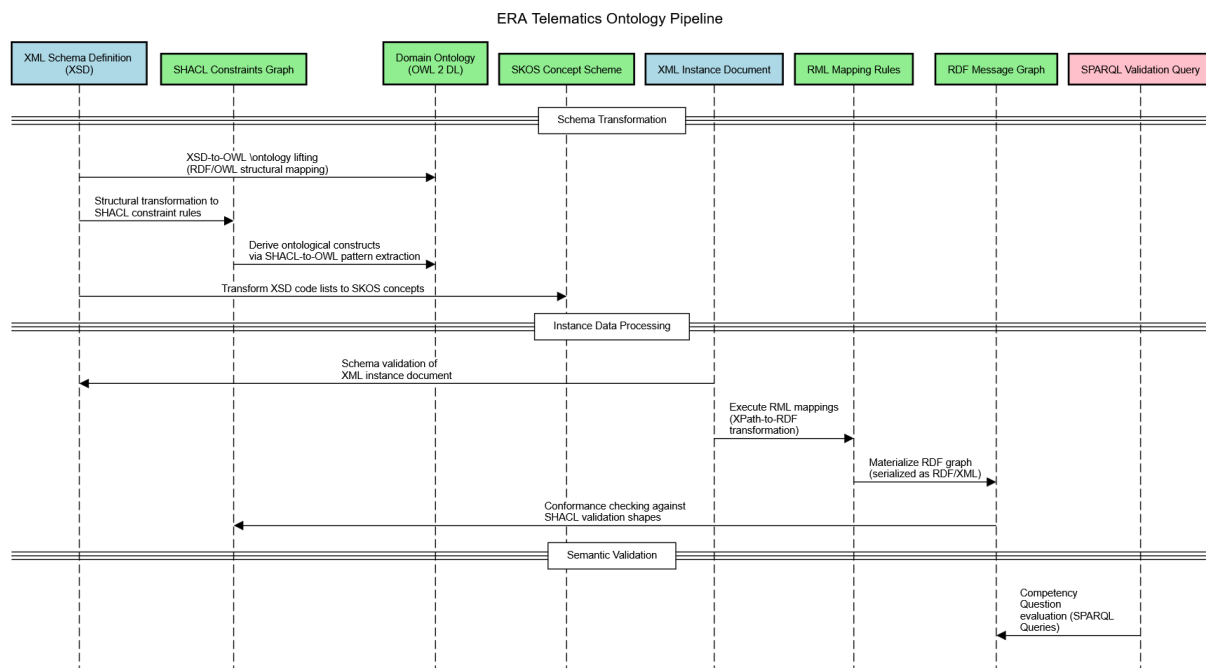 ERA Telematics Ontology Pipeline
XML Schema Definition
(XSD)
SHACL Constraints Graph
Domain Ontology
(OWL 2 DL)
SKOS Concept Scheme
XML Instance Document
RML Mapping Rules
RDF Message Graph
SPARQL Validation Query
Schema Transformation
XSD-to-OWL \ontology lifting
(RDF/OWL structural mapping)
Structural transformation to
SHACL constraint rules
Derive ontological constructs
via SHACL-to-OWL pattern extraction
Transform XSD code lists to SKOS concepts
Instance Data Processing
Schema validation of
XML instance document
Execute RML mappings
(XPath-to-RDF
transformation)
Materialize RDF graph
(serialized as RDF/XML)
Conformance checking against
SHACL validation shapes
Semantic Validation
Competency
Question
evaluation (SPARQL
Queries)